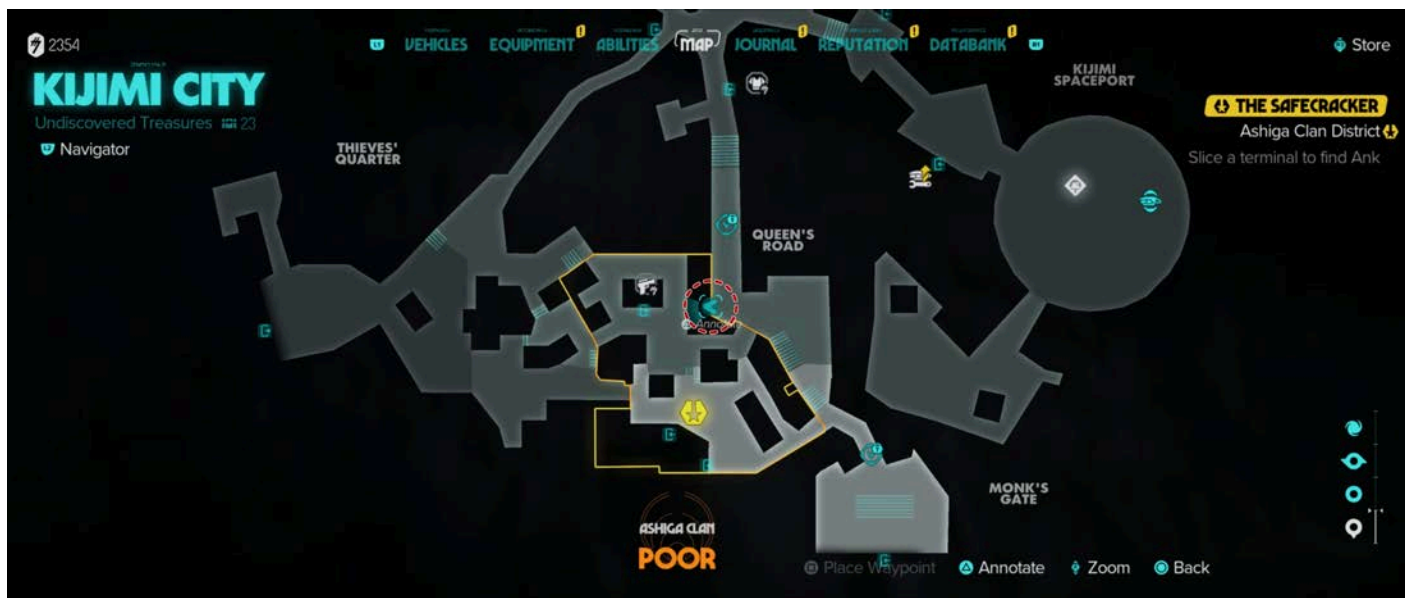 2354
VEHICLES EQUIPMENT ABILITIES MAP JOURNAL REPUTATION DATABANK
Store
KIJIMI CITY
Undiscovered Treasures 23
Navigator
KIJIMI
SPACEPORT
THE SAFECRACKER
Ashiga Clan District
Slice a terminal to find Ank
THIEVES'
QUARTER
QUEEN'S
ROAD
MONK'S
GATE
ASHIGA CLAN
POOR
Place Waypoint Annotate Zoom Back